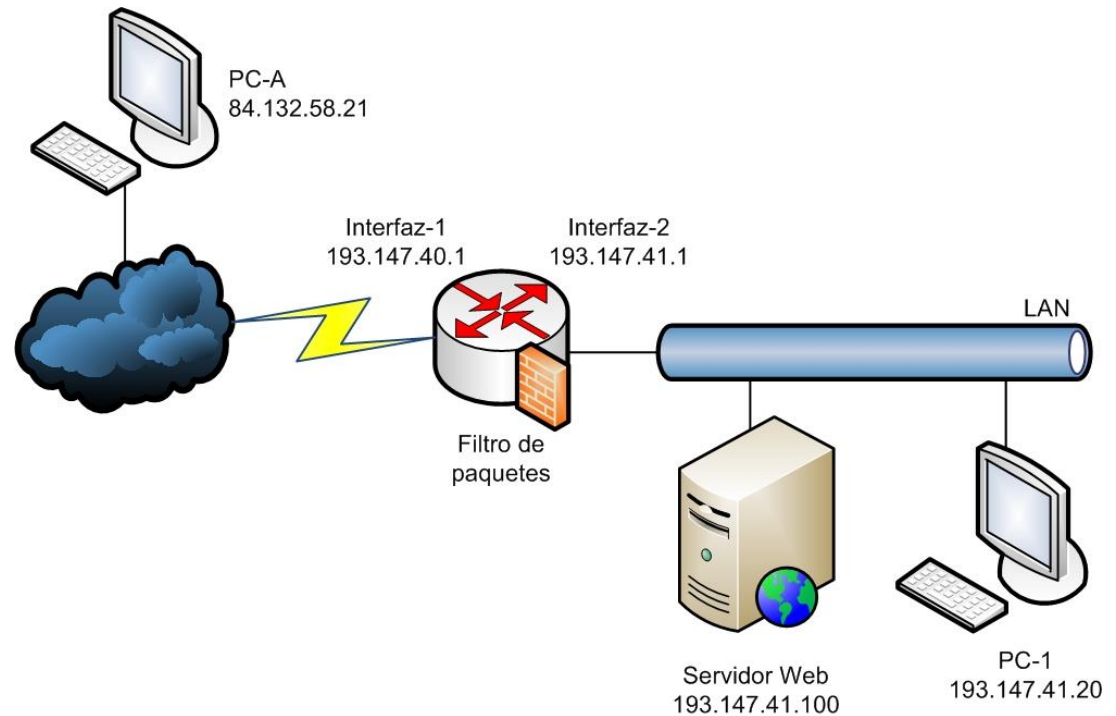 PC-A
84.132.58.21
Interfaz-1
193.147.40.1
Interfaz-2
193.147.41.1
LAN
Filtro de
paquetes
Servidor Web
193.147.41.100
PC-1
193.147.41.20